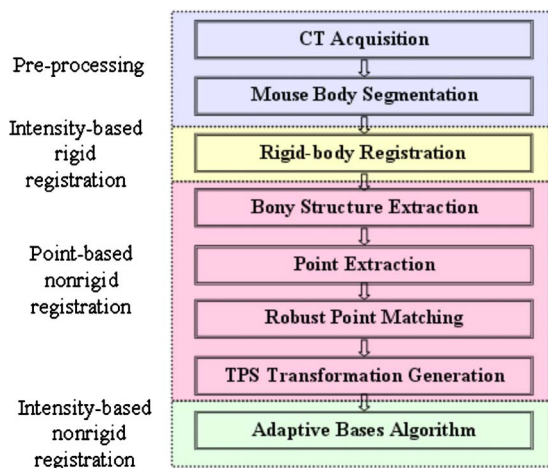 CT Acquisition
Pre-processing
Mouse Body Segmentation
Intensity-based
rigid
registration
Rigid-body Registration
Bony Structure Extraction
Point-based
nonrigid
registration
Point Extraction
Robust Point Matching
TPS Transformation Generation
Intensity-based
nonrigid
registration
Adaptive Bases Algorithm